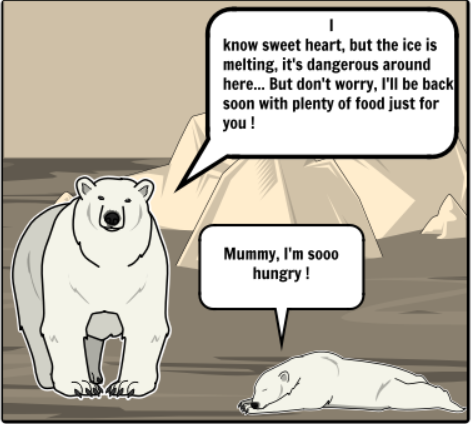 I
know sweet heart, but the ice is
melting, it's dangerous around
here... But don't worry, I'll be back
soon with plenty of food just for
you !
Mummy, I'm sooo
hungry !